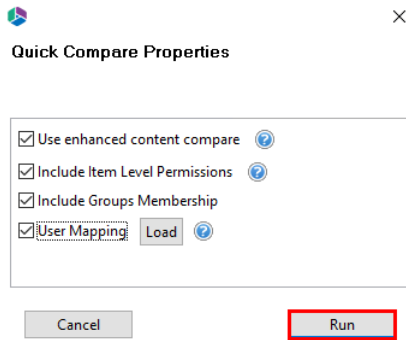 Quick Compare Properties
Use enhanced content compare ?
Include Item Level Permissions ?
Include Groups Membership
User Mapping Load ?
Cancel Run